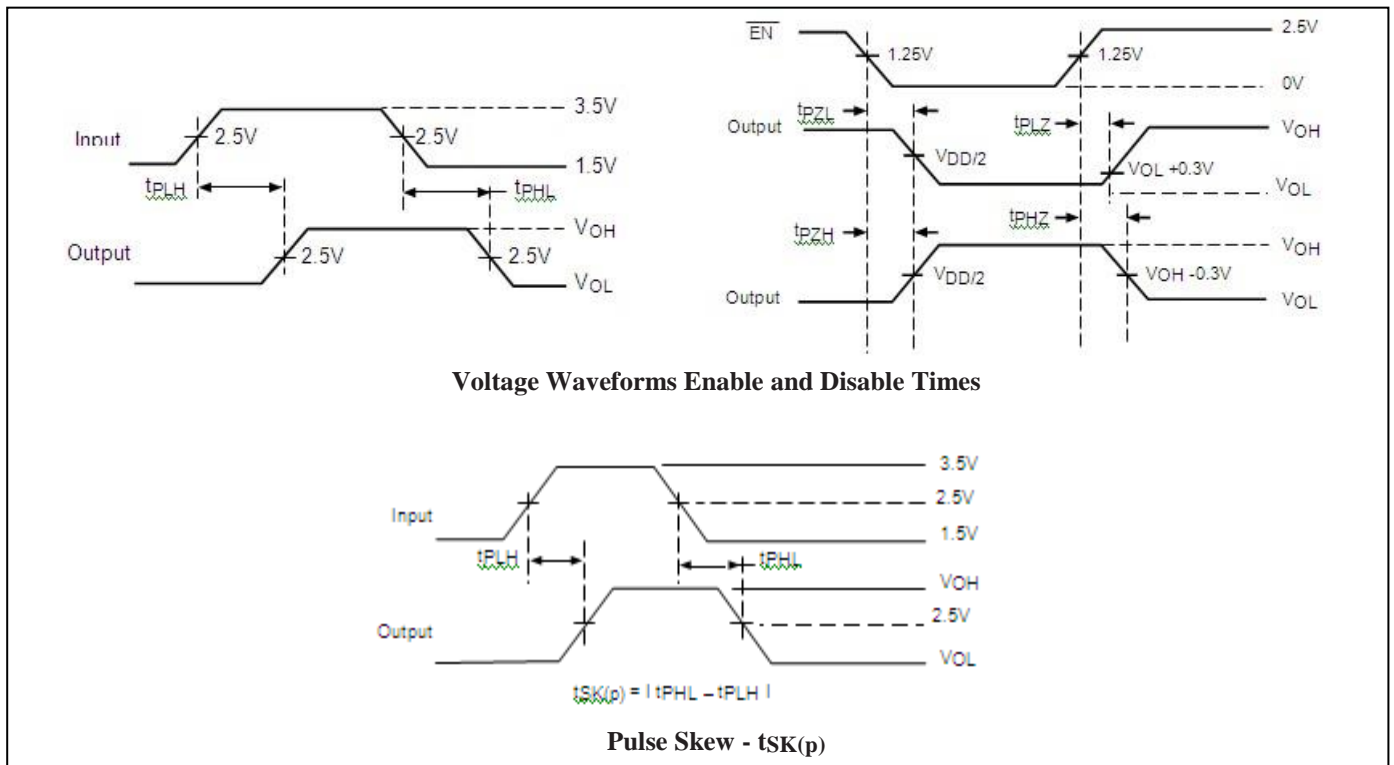 Input
2.5V
2.5V
3.5V
1.5V
tPLH
tPHL
Output
2.5V
2.5V
VOH
VOL
EN
1.25V
1.25V
2.5V
0V
Output
tPZL
VDD/2
tPLZ
VOL +0.3V
VOH
VOL
tPZH
tPHZ
Output
VDD/2
VOH -0.3V
VOH
VOL
Voltage Waveforms Enable and Disable Times
Input
3.5V
2.5V
1.5V
tPLH
tPHL
Output
VOH
2.5V
VOL
tSK(p) = | tPHL – tPLH |
Pulse Skew - tSK(p)